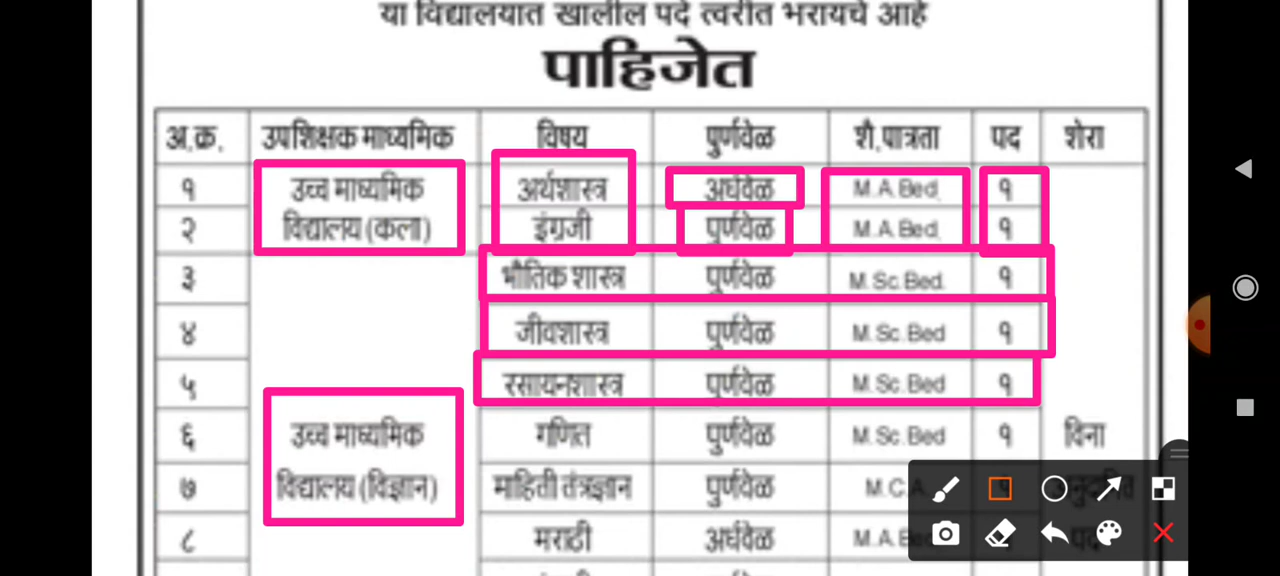 या विद्यालयात खालील पदे त्वरीत भरायचे आहे
पाहिजेत
अ.क्र. उपशिक्षक माध्यमिक विषय पुर्णवेळ शै.पात्रता पद शेरा
१ उच्च माध्यमिक अर्थशास्त्र अर्धवेळ M.A.Bed. १
२ विद्यालय (कला) इंग्रजी पुर्णवेळ M.A.Bed. १
३ भौतिक शास्त्र पुर्णवेळ M.Sc.Bed. १
४ जीवशास्त्र पुर्णवेळ M.Sc.Bed १
५ रसायनशास्त्र पुर्णवेळ M.Sc.Bed १
६ उच्च माध्यमिक गणित पुर्णवेळ M.Sc.Bed १ विना
७ विद्यालय (विज्ञान) माहिती तंत्रज्ञान पुर्णवेळ M.C.A.
८ मराठी अर्धवेळ M.A.Bed